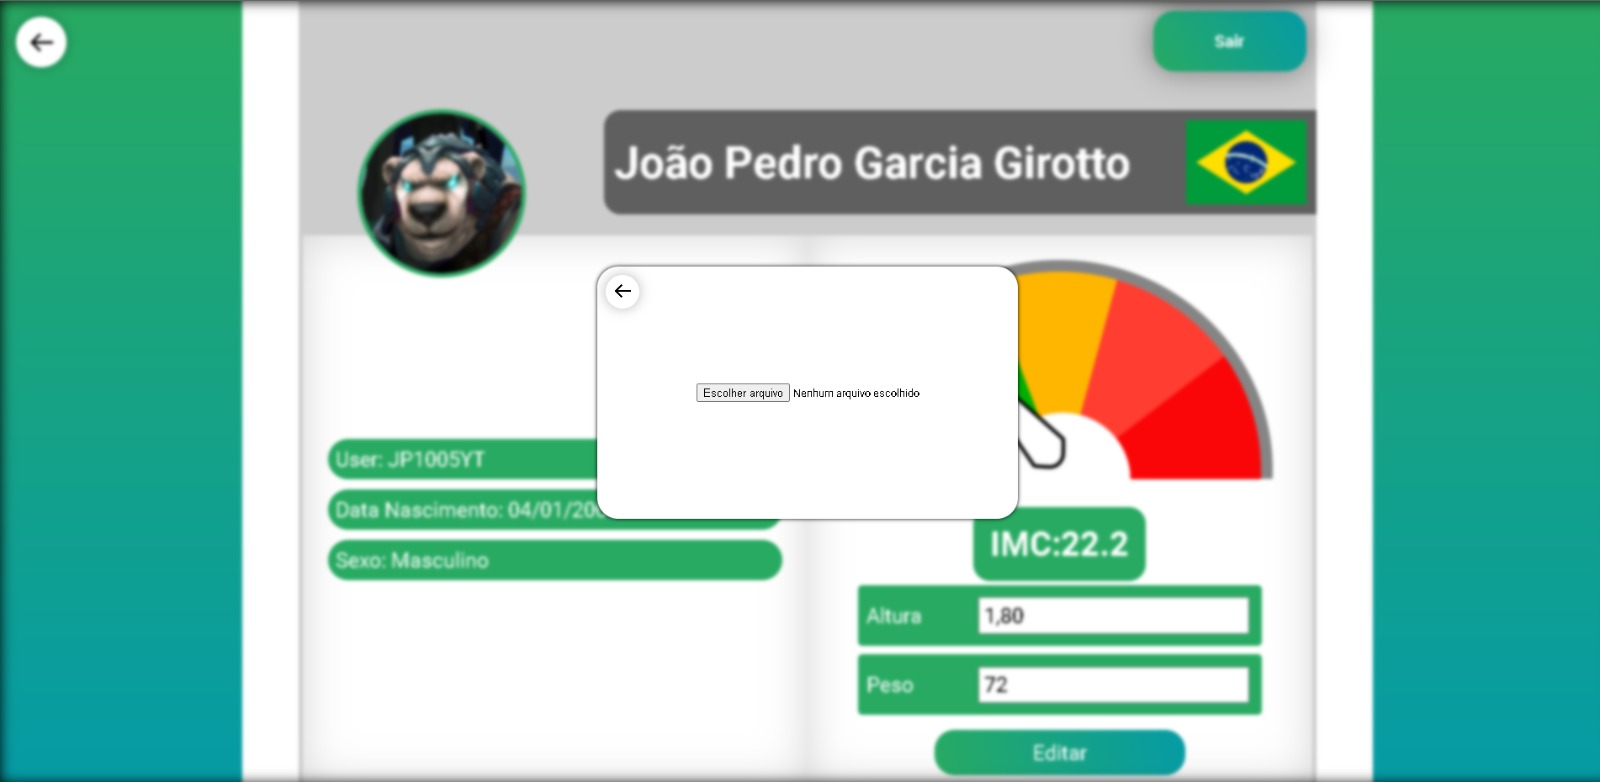 Sair
João Pedro Garcia Girotto
Escolher arquivo Nenhum arquivo escolhido
User: JP1005YT
Data Nascimento: 04/01/200
Sexo: Masculino
IMC:22.2
Altura 1,80
Peso 72
Editar